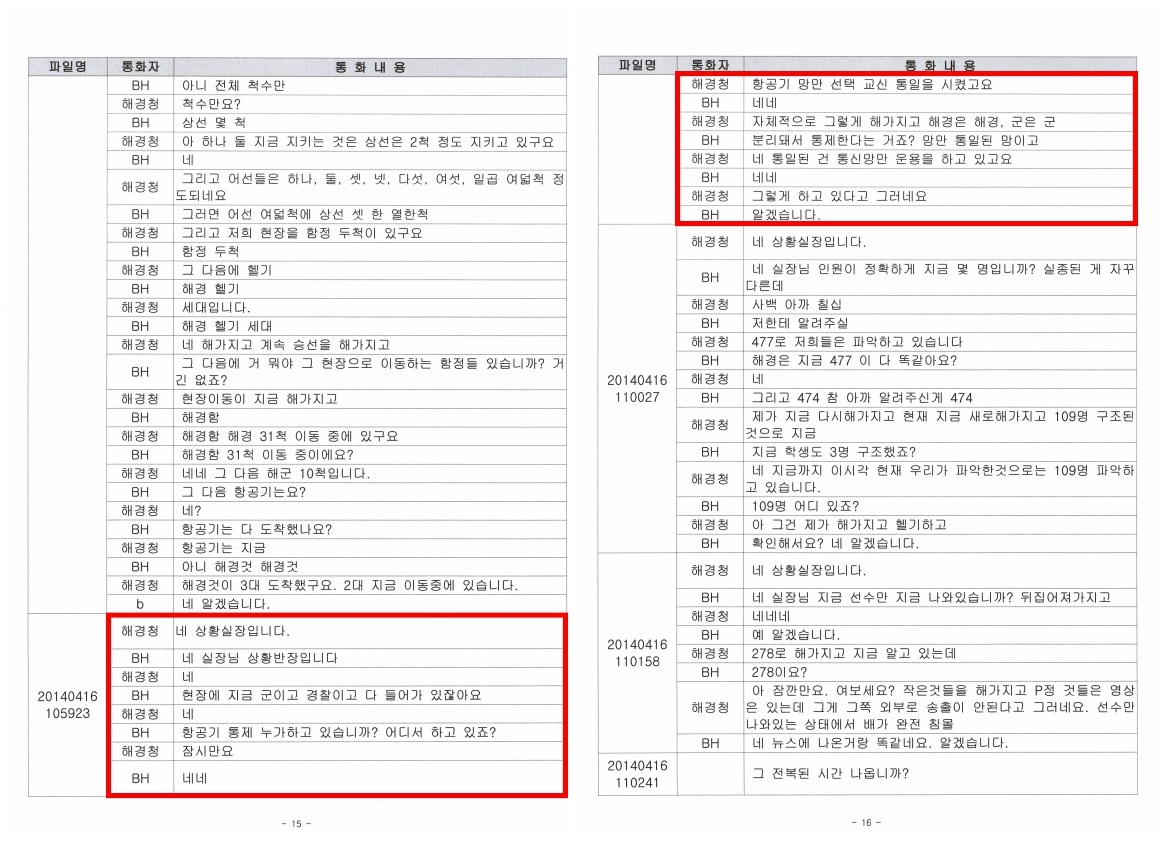 파일명 통화자 통 화 내 용
BH 아니 전체 척수만
해경청 척수만요?
BH 상선 몇 척
해경청 아 하나 둘 지금 지키는 것은 상선은 2척 정도 지키고 있구요
BH 네
해경청 그리고 어선들은 하나, 둘, 셋, 넷, 다섯, 여섯, 일곱 여덟척 정
도되네요
BH 그러면 어선 여덟척에 상선 셋 한 열한척
해경청 그리고 저희 현장을 함정 두척이 있구요
BH 함정 두척
해경청 그 다음에 헬기
BH 해경 헬기
해경청 세대입니다.
BH 해경 헬기 세대
해경청 네 해가지고 계속 승선을 해가지고
BH 그 다음에 거 뭐야 그 현장으로 이동하는 함정들 있습니까? 거
긴 없죠?
해경청 현장이동이 지금 해가지고
BH 해경함
해경청 해경함 해경 31척 이동 중에 있구요
BH 해경함 31척 이동 중이에요?
해경청 네네 그 다음 해군 10척입니다.
BH 그 다음 항공기는요?
해경청 네?
BH 항공기는 다 도착했나요?
해경청 항공기는 지금
BH 아니 해경것 해경것
해경청 해경것이 3대 도착했구요. 2대 지금 이동중에 있습니다.
b 네 알겠습니다.
20140416
105923
해경청 네 상황실장입니다.
BH 네 실장님 상황반장입니다
해경청 네
BH 현장에 지금 군이고 경찰이고 다 들어가 있잖아요
해경청 네
BH 항공기 통제 누가하고 있습니까? 어디서 하고 있죠?
해경청 잠시만요
BH 네네
- 15 -
파일명 통화자 통 화 내 용
해경청 항공기 망만 선택 교신 통일을 시켰고요
BH 네네
해경청 자체적으로 그렇게 해가지고 해경은 해경, 군은 군
BH 분리돼서 통제한다는 거죠? 망만 통일된 망이고
해경청 네 통일된 건 통신망만 운용을 하고 있고요
BH 네네
해경청 그렇게 하고 있다고 그러네요
BH 알겠습니다.
20140416
110027
해경청 네 상황실장입니다.
BH 네 실장님 인원이 정확하게 지금 몇 명입니까? 실종된 게 자꾸
다른데
해경청 사백 아까 칠십
BH 저한테 알려주실
해경청 477로 저희들은 파악하고 있습니다
BH 해경은 지금 477 이 다 똑같아요?
해경청 네
BH 그리고 474 참 아까 알려주신게 474
해경청 제가 지금 다시해가지고 현재 지금 새로해가지고 109명 구조된
것으로 지금
BH 지금 학생도 3명 구조했죠?
해경청 네 지금까지 이시각 현재 우리가 파악한것으로는 109명 파악하
고 있습니다.
BH 109명 어디 있죠?
해경청 아 그건 제가 해가지고 헬기하고
BH 확인해서요? 네 알겠습니다.
20140416
110158
해경청 네 상황실장입니다.
BH 네 실장님 지금 선수만 지금 나와있습니까? 뒤집어져가지고
해경청 네네네
BH 예 알겠습니다.
해경청 278로 해가지고 지금 알고 있는데
BH 278이요?
해경청 아 잠깐만요. 여보세요? 작은것들을 해가지고 P정 것들은 영상
은 있는데 그게 그쪽 외부로 송출이 안된다고 그러네요. 선수만
나와있는 상태에서 배가 완전 침몰
BH 네 뉴스에 나온거랑 똑같네요. 알겠습니다.
20140416
110241
그 전복된 시간 나옵니까?
- 16 -